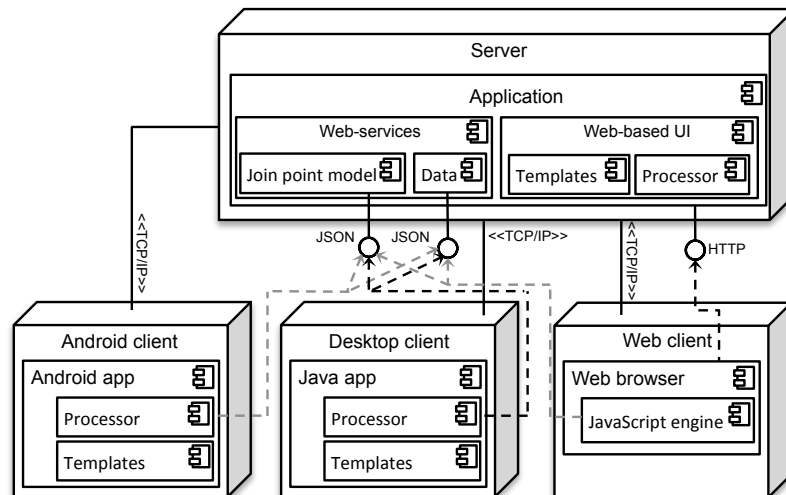 Server
Application
Web-services
Web-based UI
Join point model
Data
Templates
Processor
<<TCP/IP>>
JSON
JSON
<<TCP/IP>>
<<TCP/IP>>
HTTP
Android client
Desktop client
Web client
Android app
Java app
Web browser
Processor
Processor
JavaScript engine
Templates
Templates